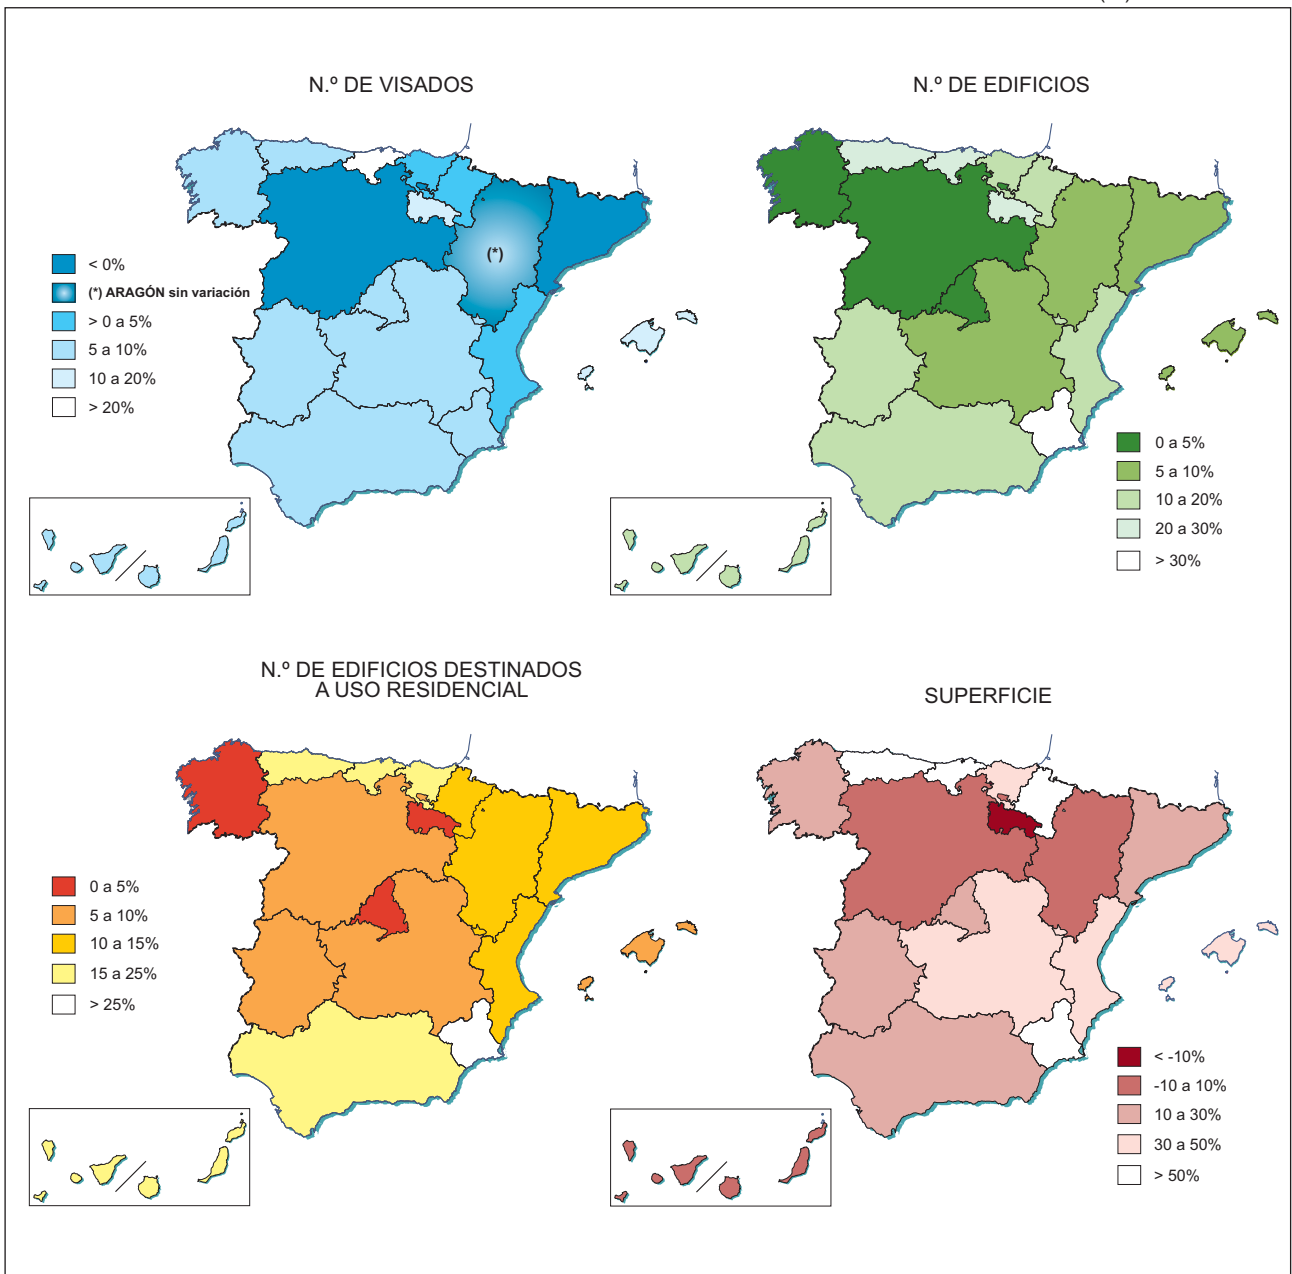 N.º DE VISADOS
< 0%
(*) ARAGÓN sin variación
> 0 a 5%
5 a 10%
10 a 20%
> 20%
(*)
N.º DE EDIFICIOS
0 a 5%
5 a 10%
10 a 20%
20 a 30%
> 30%
N.º DE EDIFICIOS DESTINADOS
A USO RESIDENCIAL
0 a 5%
5 a 10%
10 a 15%
15 a 25%
> 25%
SUPERFICIE
< -10%
-10 a 10%
10 a 30%
30 a 50%
> 50%